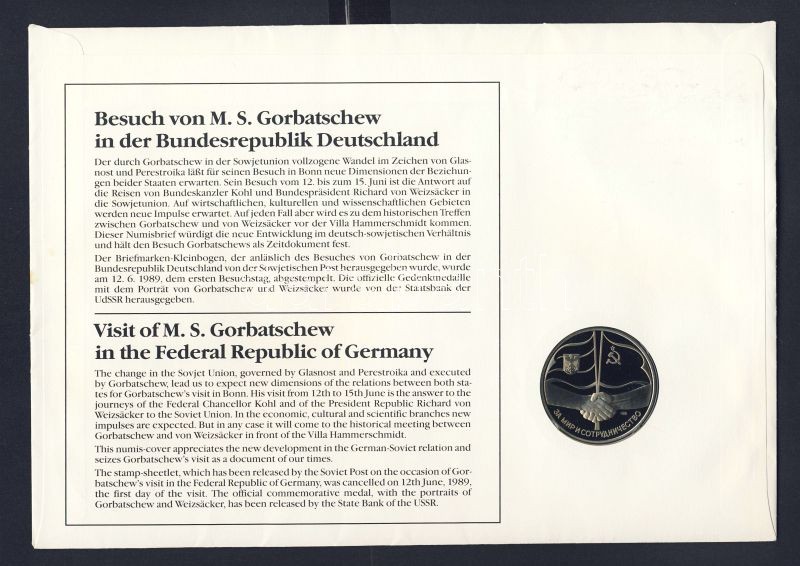 Besuch von M. S. Gorbatschew
in der Bundesrepublik Deutschland
Der durch Gorbatschew in der Sowjetunion vollzogene Wandel im Zeichen von Glas-
nost und Perestroika läßt für seinen Besuch in Bonn neue Dimensionen der Beziehun-
gen beider Staaten erwarten. Sein Besuch vom 12. bis zum 15. Juni ist die Antwort auf
die Reisen von Bundeskanzler Kohl und Bundespräsident Richard von Weizsäcker in
die Sowjetunion. Auf wirtschaftlichen, kulturellen und wissenschaftlichen Gebieten
werden neue Impulse erwartet. Auf jeden Fall aber wird es zu dem historischen Treffen
zwischen Gorbatschew und von Weizsäcker vor der Villa Hammerschmidt kommen.
Dieser Numisbrief würdigt die neue Entwicklung im deutsch-sowjetischen Verhältnis
und hält den Besuch Gorbatschews als Zeitdokument fest.
Der Briefmarken-Kleinbogen, der anläslich des Besuches von Gorbatschew in der
Bundesrepublik Deutschland von der Sowjetischen Post herausgegeben wurde, wurde
am 12. 6. 1989, dem ersten Besuchstag, abgestempelt. Die offizielle Gedenkmedaille
mit dem Porträt von Gorbatschew und Weizsäcker wurde von der Staatsbank der
UdSSR herausgegeben.
Visit of M. S. Gorbatschew
in the Federal Republic of Germany
The change in the Sovjet Union, governed by Glasnost and Perestroika and executed
by Gorbatschew, lead us to expect new dimensions of the relations between both sta-
tes for Gorbatschew's visit in Bonn. His visit from 12th to 15th June is the answer to the
journeys of the Federal Chancellor Kohl and of the President Republic Richard von
Weizsäcker to the Soviet Union. In the economic, cultural and scientific branches new
impulses are expected. But in any case it will come to the historical meeting between
Gorbatschew and von Weizsäcker in front of the Villa Hammerschmidt.
This numis-cover appreciates the new development in the German-Soviet relation and
seizes Gorbatschew's visit as a document of our times.
The stamp-sheetlet, which has been released by the Soviet Post on the occasion of Gor-
batschew's visit in the Federal Republic of Germany, was cancelled on 12th June, 1989,
the first day of the visit. The official commemorative medal, with the portraits of
Gorbatschew and Weizsäcker, has been released by the State Bank of the USSR.
ЗА МИР И СОТРУДНИЧЕСТВО